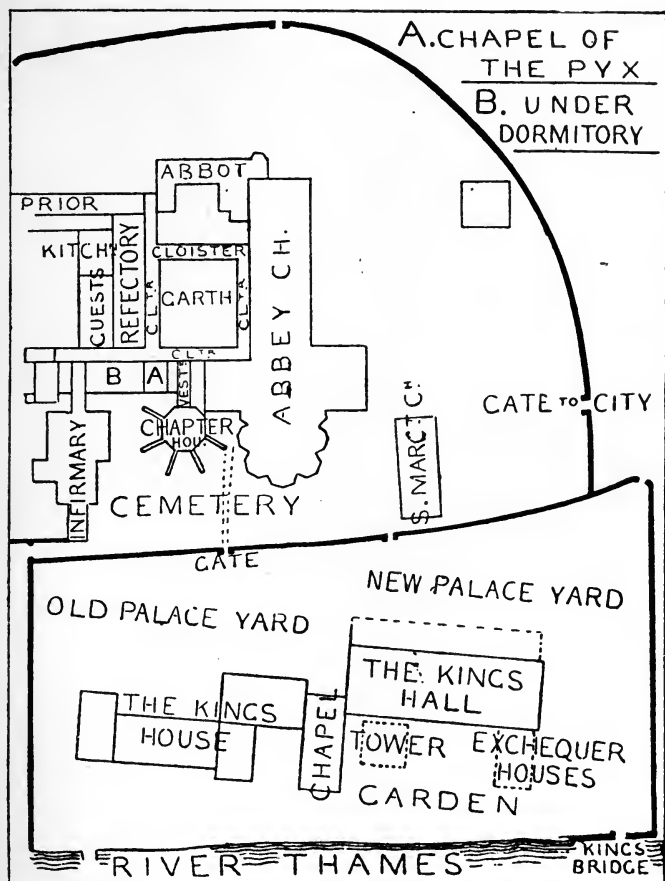 A. CHAPEL OF
THE PYX
B. UNDER
DORMITORY
ABBOT
PRIOR
KITCHN
CLOISTER
GUESTS
REFECTORY
CLTR
GARTH
CLTR
ABBEY CH.
CLTR
B
A
VEST
CHAPTER
HOU.
S. MARGT CH
GATE TO CITY
INFIRMARY
CEMETERY
GATE
NEW PALACE YARD
OLD PALACE YARD
THE KINGS
HALL
THE KINGS
HOUSE
CHAPEL
TOWER
EXCHEQUER
HOUSES
GARDEN
RIVER THAMES
KINGS
BRIDGE